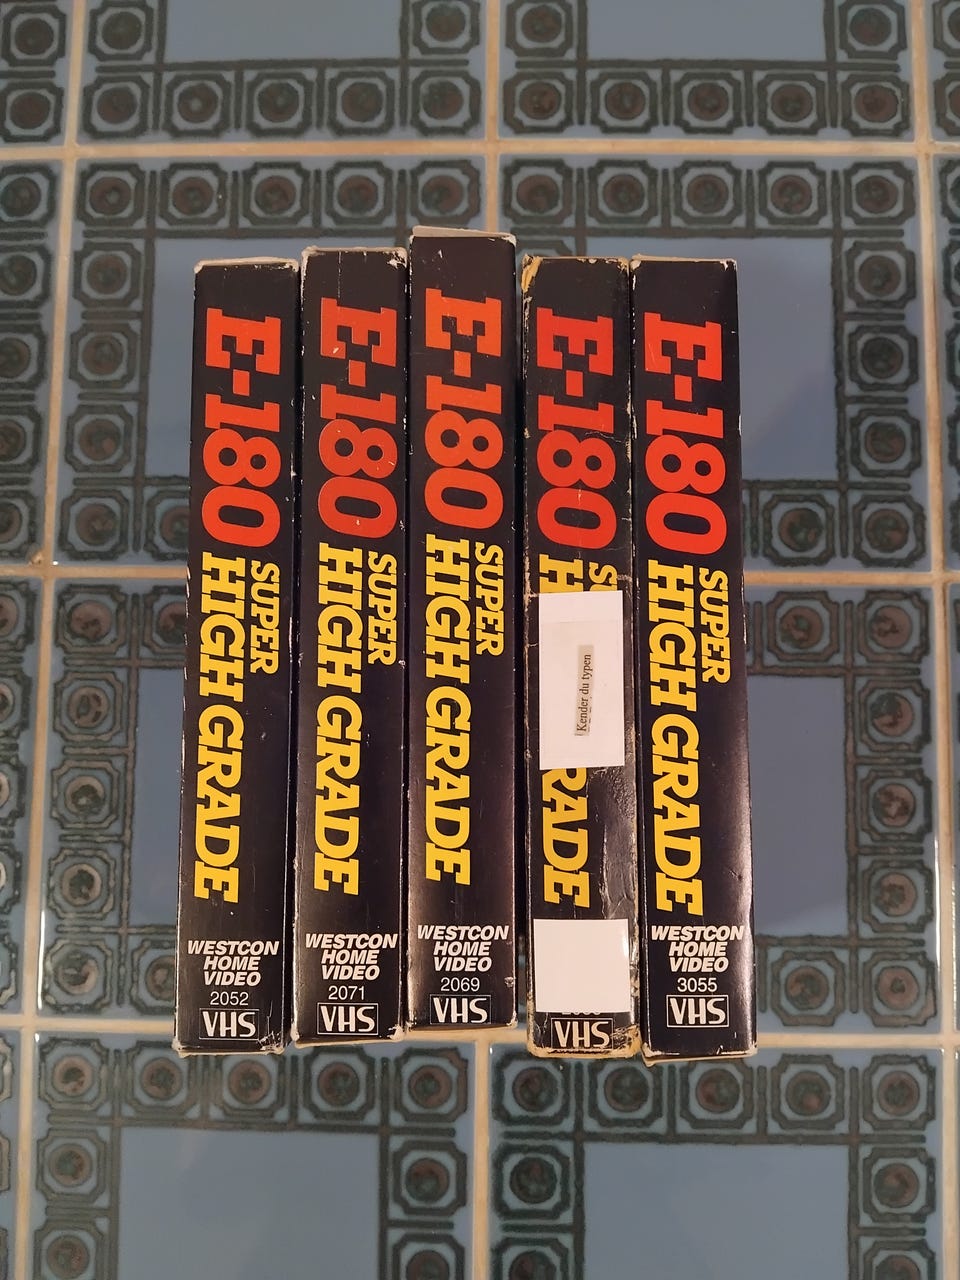 E-180
SUPER
HIGH GRADE
WESTCON
HOME
VIDEO
2052
VHS
E-180
SUPER
HIGH GRADE
WESTCON
HOME
VIDEO
2071
VHS
E-180
SUPER
HIGH GRADE
WESTCON
HOME
VIDEO
2069
VHS
E-180
Kender du typen
VHS
E-180
SUPER
HIGH GRADE
WESTCON
HOME
VIDEO
3055
VHS